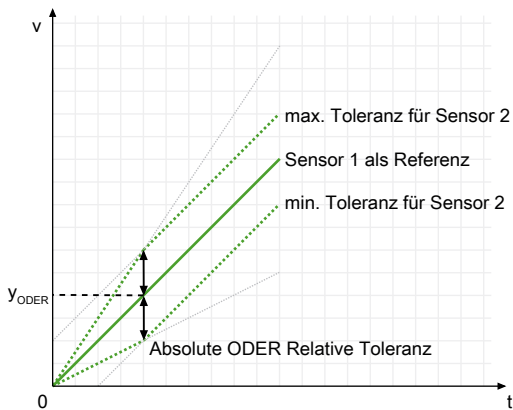 v
max. Toleranz für Sensor 2
Sensor 1 als Referenz
min. Toleranz für Sensor 2
yODER
Absolute ODER Relative Toleranz
0
t